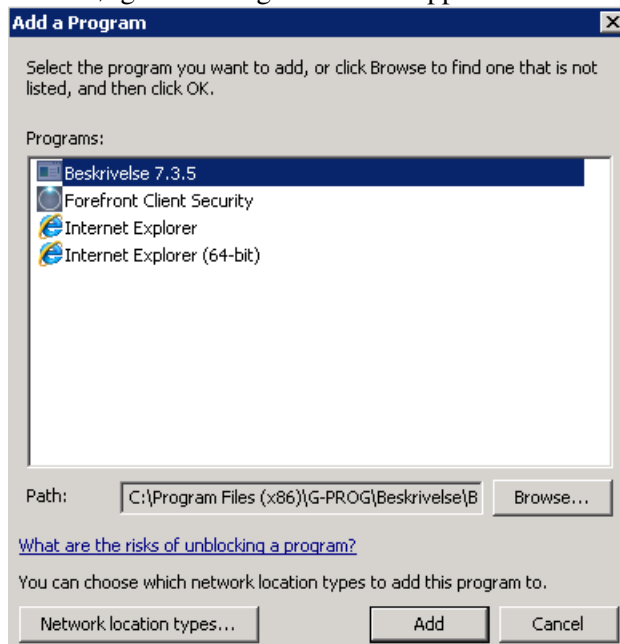 Add a Program
Select the program you want to add, or click Browse to find one that is not
listed, and then click OK.
Programs:
Beskrivelse 7.3.5
Forefront Client Security
Internet Explorer
Internet Explorer (64-bit)
Path: C:\Program Files (x86)\G-PROG\Beskrivelse\B Browse...
What are the risks of unblocking a program?
You can choose which network location types to add this program to.
Network location types... Add Cancel